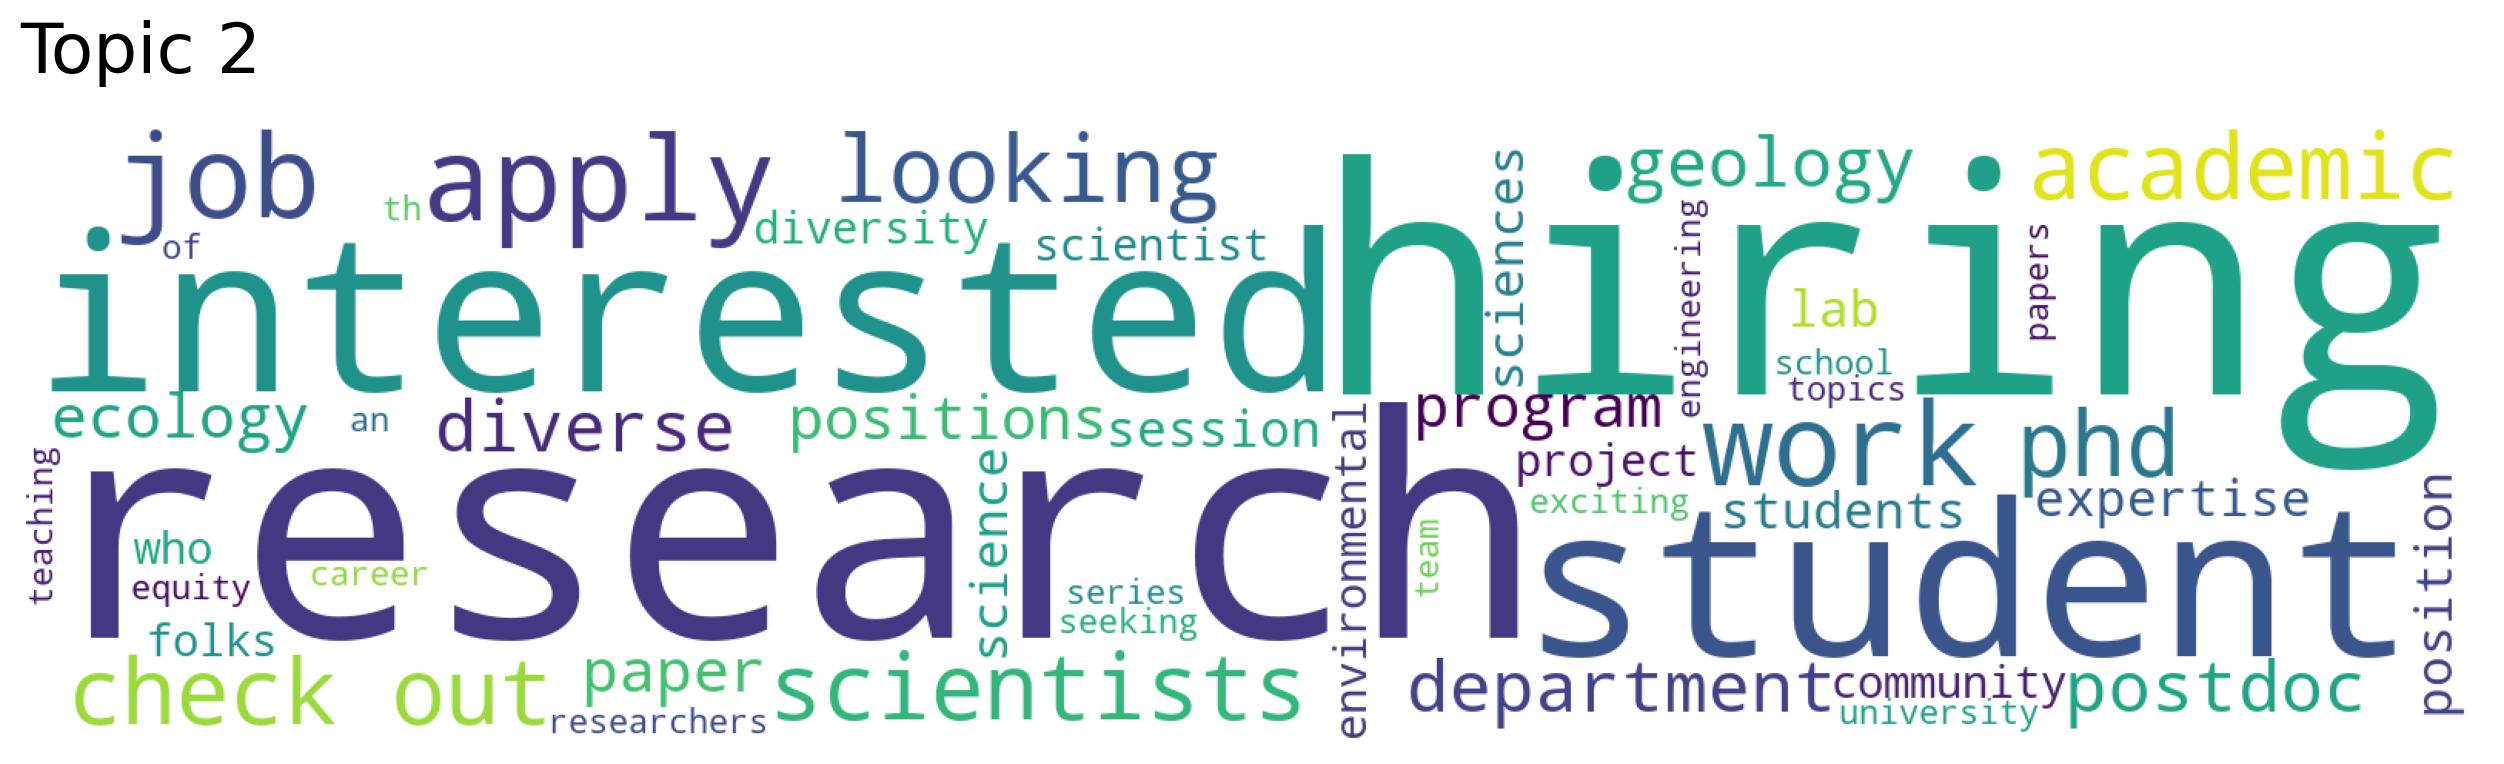 Topic 2
job
th
apply
looking
of
diversity
scientist
sciences
geology
academic
engineering
papers
interested
hiring
lab
school
topics
ecology
an
diverse
positions
session
program
project
work
phd
exciting
students
expertise
teaching
research
who
equity
career
science
series
seeking
environmental
team
student
position
folks
check out
paper
researchers
scientists
department
community
university
postdoc